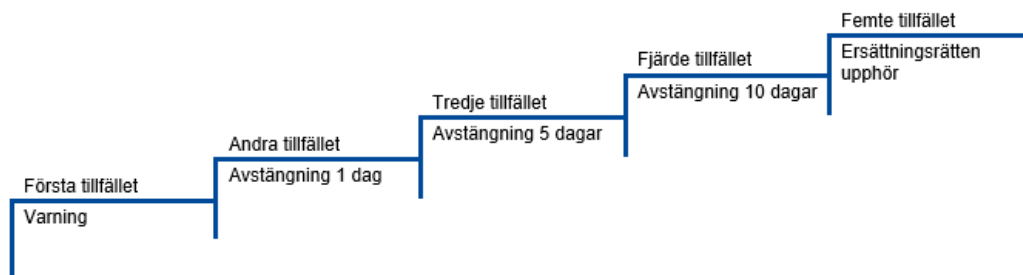 Första tillfället
Varning
Andra tillfället
Avstängning 1 dag
Tredje tillfället
Avstängning 5 dagar
Fjärde tillfället
Avstängning 10 dagar
Femte tillfället
Ersättningsrätten
upphör